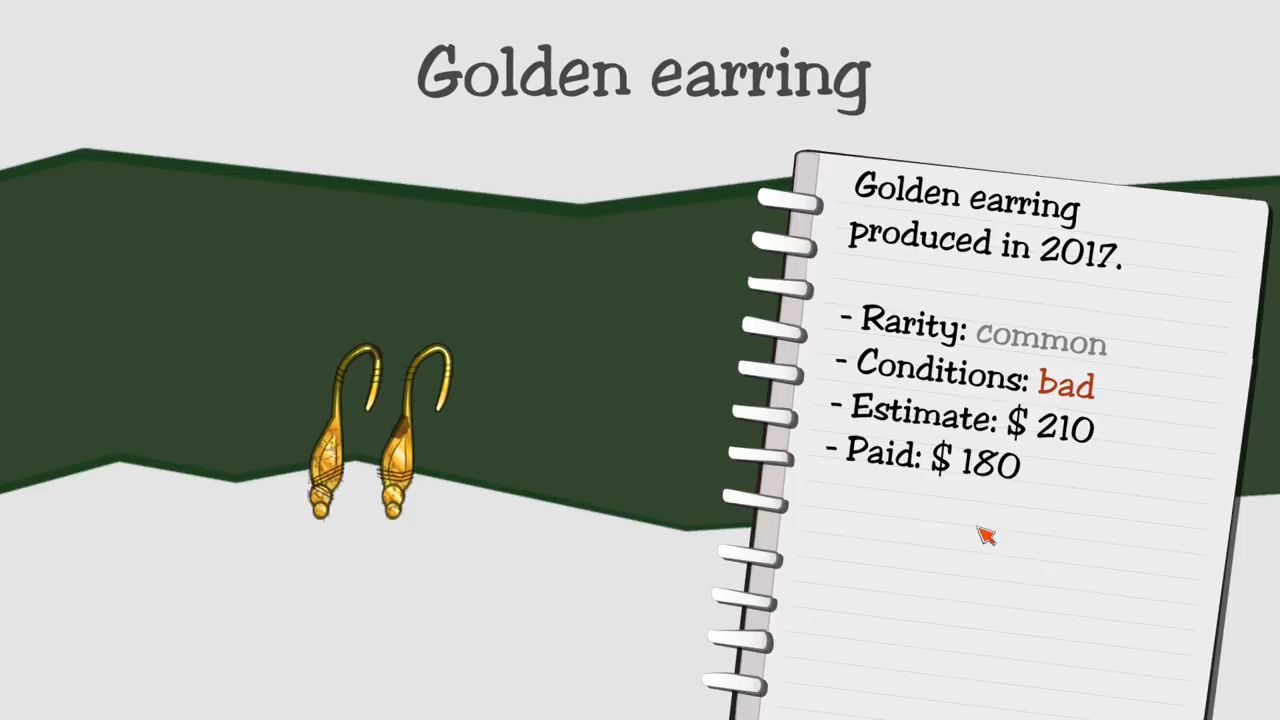 Golden earring
Golden earring
produced in 2017.
- Rarity: common
- Conditions: bad
- Estimate: $ 210
- Paid: $ 180